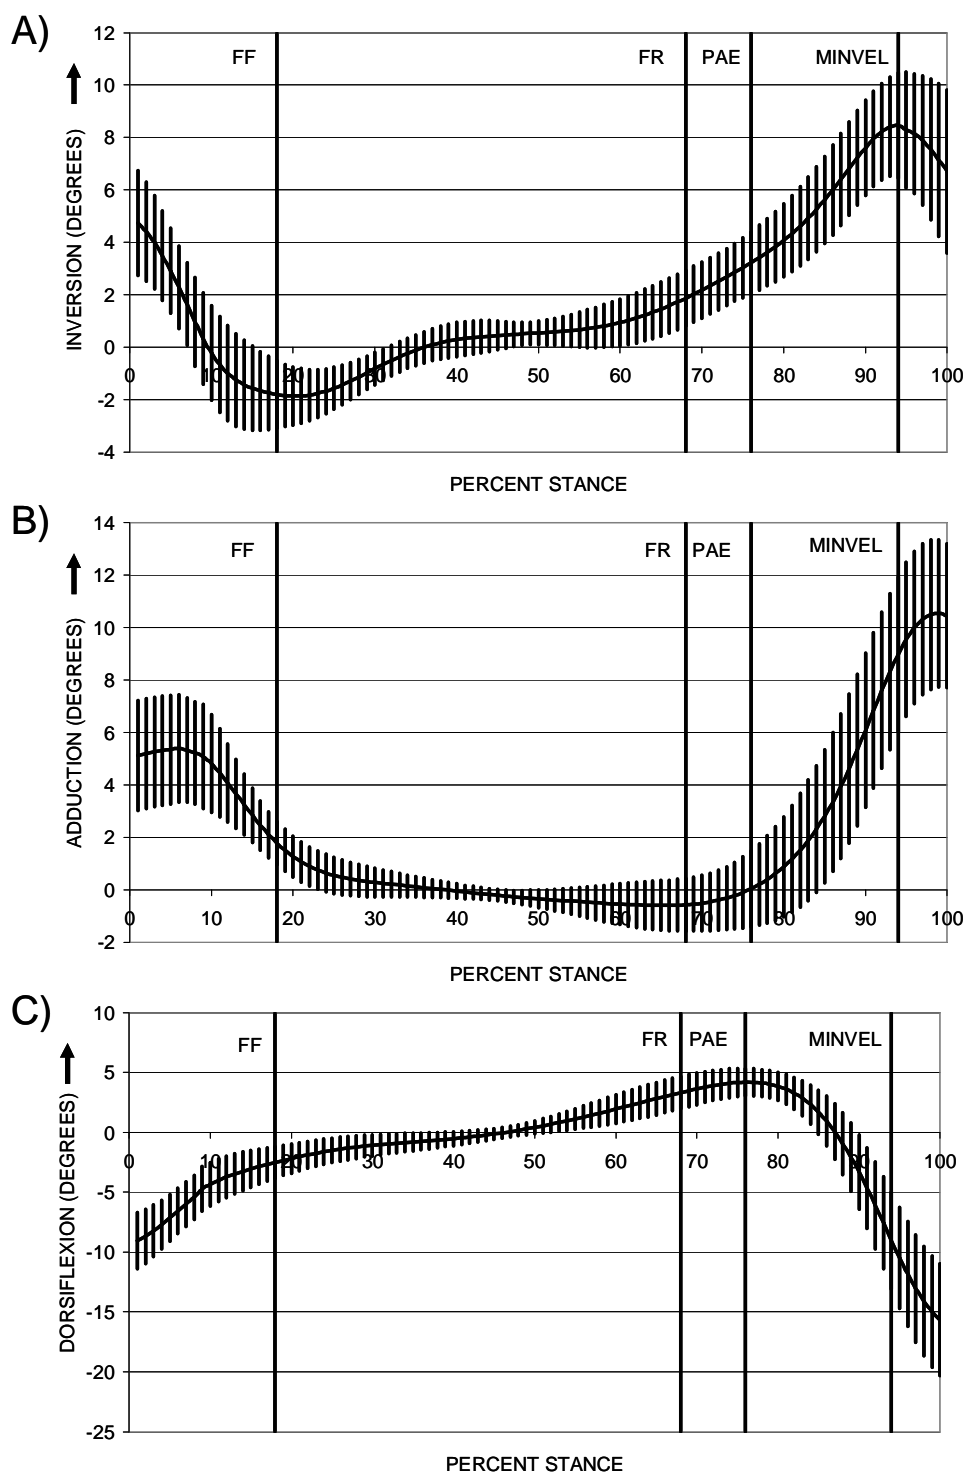 A)
12
FF FR PAE MINVEL
10
8
6
4
2
0
0 10 20 30 40 50 60 70 80 90 100
-2
-4
INVERSION (DEGREES)
PERCENT STANCE
B)
14
FF FR PAE MINVEL
12
10
8
6
4
2
0
0 10 20 30 40 50 60 70 80 90 100
-2
ADDUCTION (DEGREES)
PERCENT STANCE
C)
10
FF FR PAE MINVEL
5
0
0 10 20 30 40 50 60 70 80 90 100
-5
-10
-15
-20
-25
DORSIFLEXION (DEGREES)
PERCENT STANCE